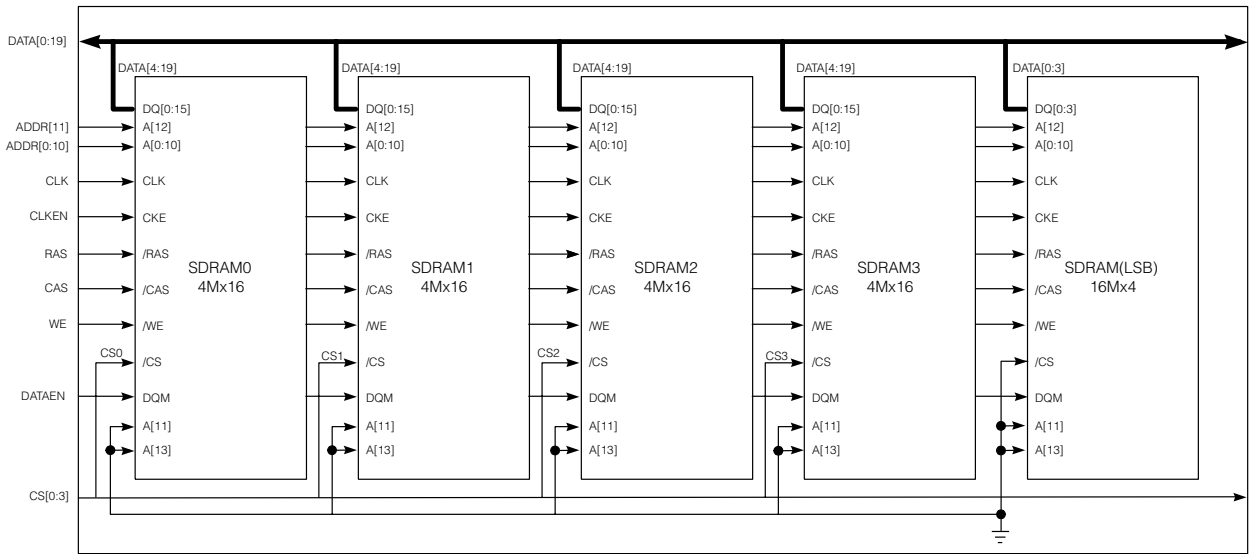 DATA[0:19]
DATA[4:19] DATA[4:19] DATA[4:19] DATA[4:19] DATA[0:3]
DQ[0:15] DQ[0:15] DQ[0:15] DQ[0:15] DQ[0:3]
ADDR[11] A[12] A[12] A[12] A[12] A[12]
ADDR[0:10] A[0:10] A[0:10] A[0:10] A[0:10] A[0:10]
CLK CLK CLK CLK CLK CLK
CLKEN CKE CKE CKE CKE CKE
RAS /RAS /RAS /RAS /RAS /RAS
SDRAM0 SDRAM1 SDRAM2 SDRAM3 SDRAM(LSB)
4Mx16 4Mx16 4Mx16 4Mx16 16Mx4
CAS /CAS /CAS /CAS /CAS /CAS
WE /WE /WE /WE /WE /WE
CS0 /CS CS1 /CS CS2 /CS CS3 /CS /CS
DATAEN DQM DQM DQM DQM DQM
A[11] A[11] A[11] A[11] A[11]
A[13] A[13] A[13] A[13] A[13]
CS[0:3]